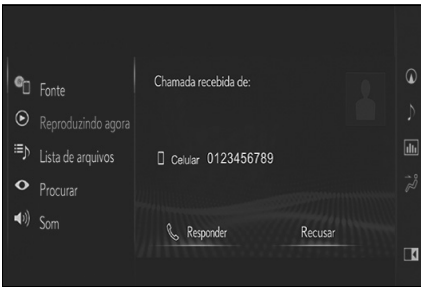 Fonte
Reproduzindo agora
Lista de arquivos
Procurar
Som
Chamada recebida de:
Celular 0123456789
Responder
Recusar